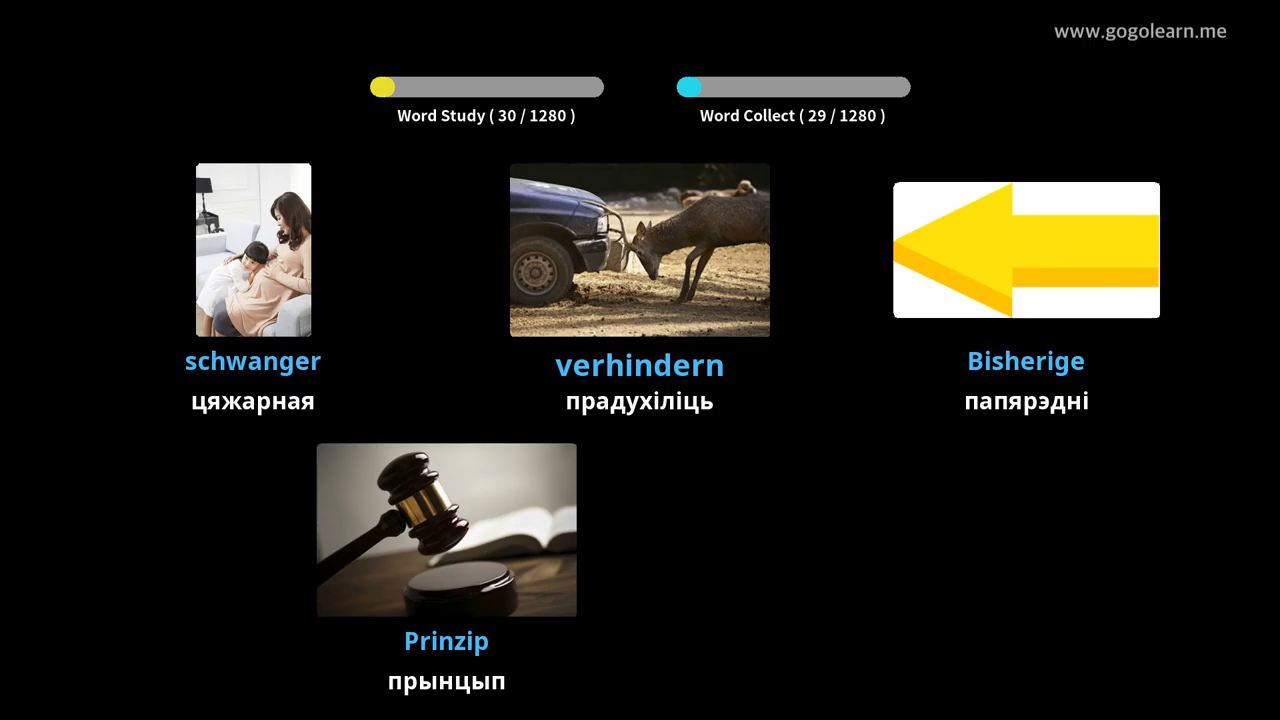 www.gogolearn.me
Word Study ( 30 / 1280 )
Word Collect ( 29 / 1280 )
schwanger
цяжарная
verhindern
прадухіліць
Bisherige
папярэдні
Prinzip
прынцып